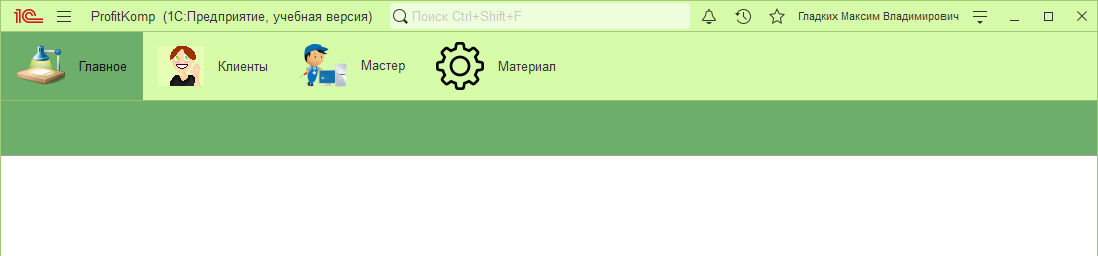 1С ProfitKomp (1С:Предприятие, учебная версия) Поиск Ctrl+Shift+F Гладких Максим Владимирович
Главное Клиенты Мастер Материал